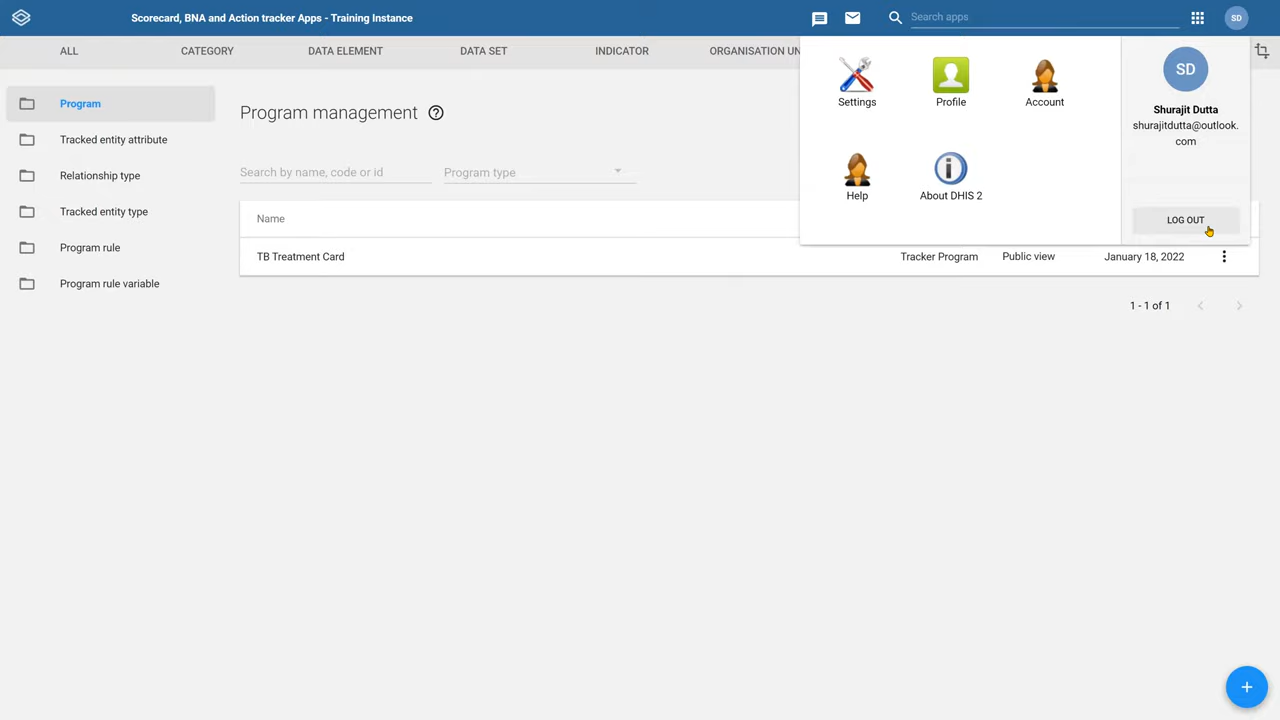 Scorecard, BNA and Action tracker Apps - Training Instance
Search apps
SD
ALL
CATEGORY
DATA ELEMENT
DATA SET
INDICATOR
ORGANISATION UN
Settings
Profile
Account
Help
About DHIS 2
SD
Shurajit Dutta
shurajitdutta@outlook.
com
LOG OUT
Program
Tracked entity attribute
Relationship type
Tracked entity type
Program rule
Program rule variable
Program management
Search by name, code or id
Program type
Name
TB Treatment Card
Tracker Program
Public view
January 18, 2022
1 - 1 of 1